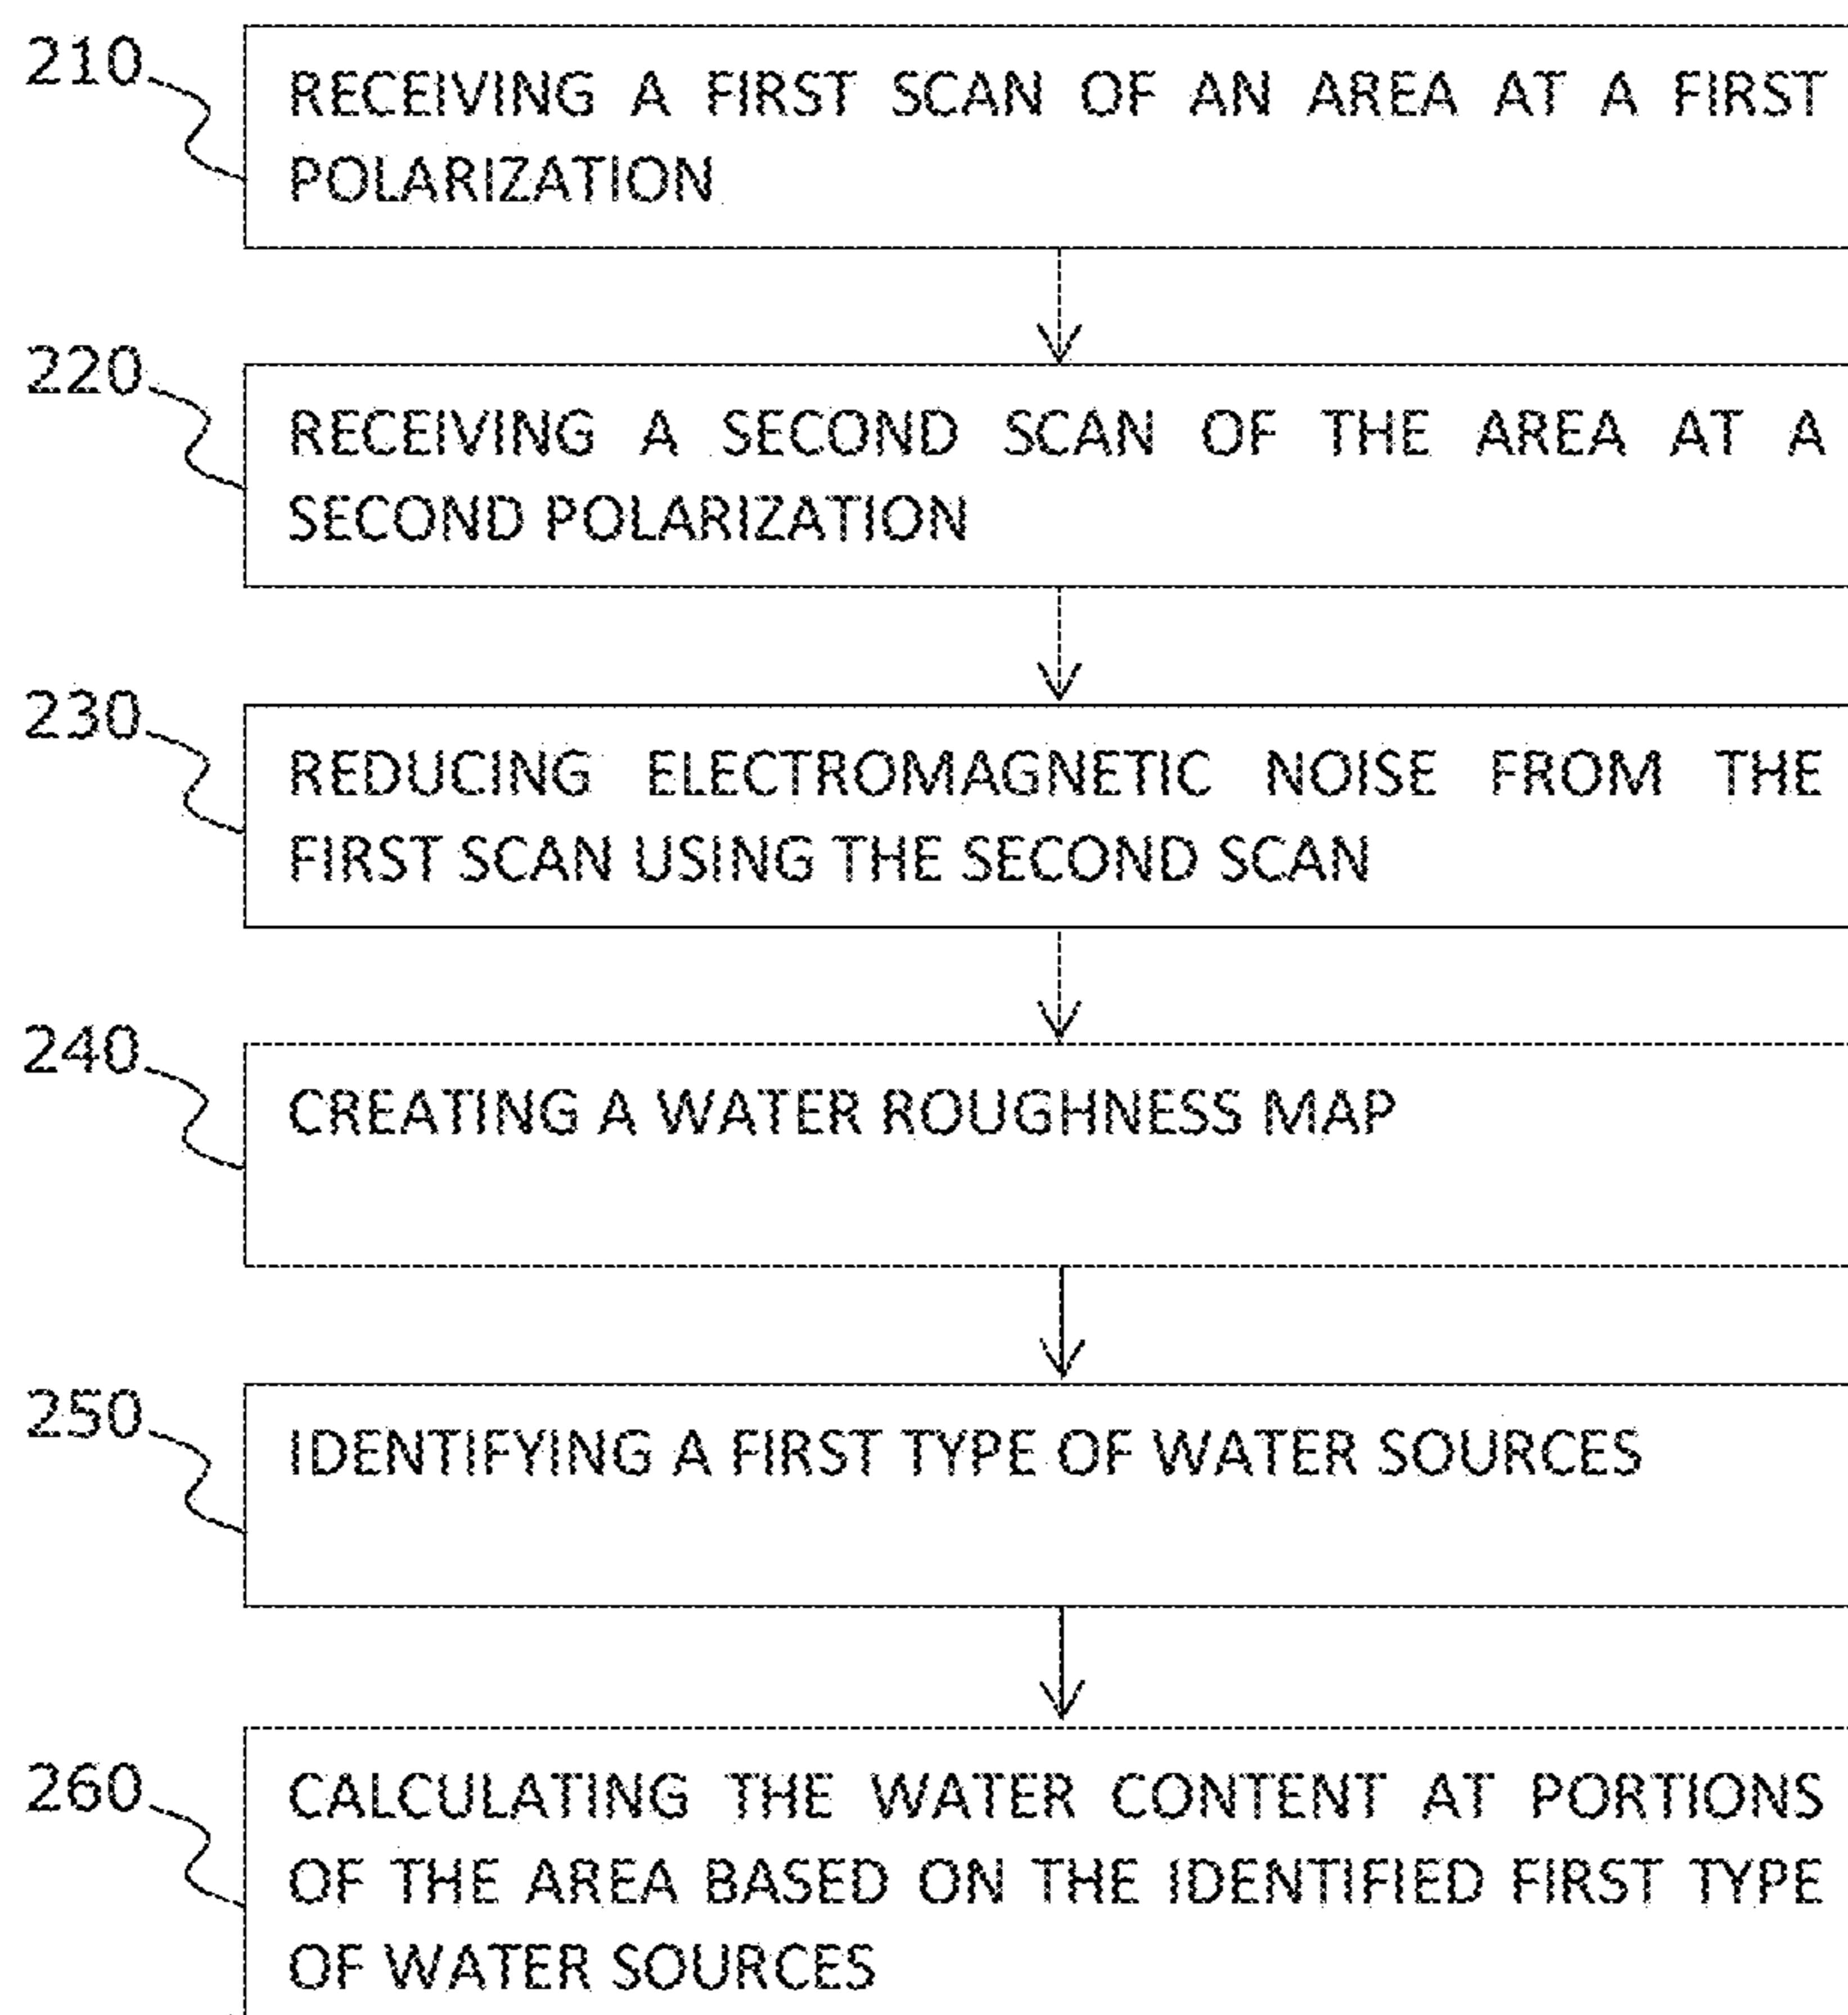 210
RECEIVING A FIRST SCAN OF AN AREA AT A FIRST
POLARIZATION
220
RECEIVING A SECOND SCAN OF THE AREA AT A
SECOND POLARIZATION
230
REDUCING ELECTROMAGNETIC NOISE FROM THE
FIRST SCAN USING THE SECOND SCAN
240
CREATING A WATER ROUGHNESS MAP
250
IDENTIFYING A FIRST TYPE OF WATER SOURCES
260
CALCULATING THE WATER CONTENT AT PORTIONS
OF THE AREA BASED ON THE IDENTIFIED FIRST TYPE
OF WATER SOURCES